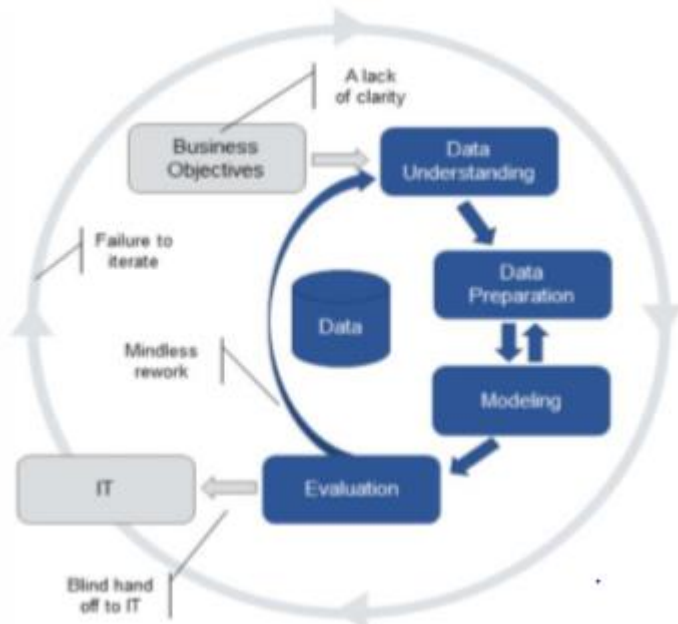 A lack
of clarity
Business
Objectives
Data
Understanding
Failure to
iterate
Data
Preparation
Data
Mindless
rework
Modeling
IT
Evaluation
Blind hand
off to IT